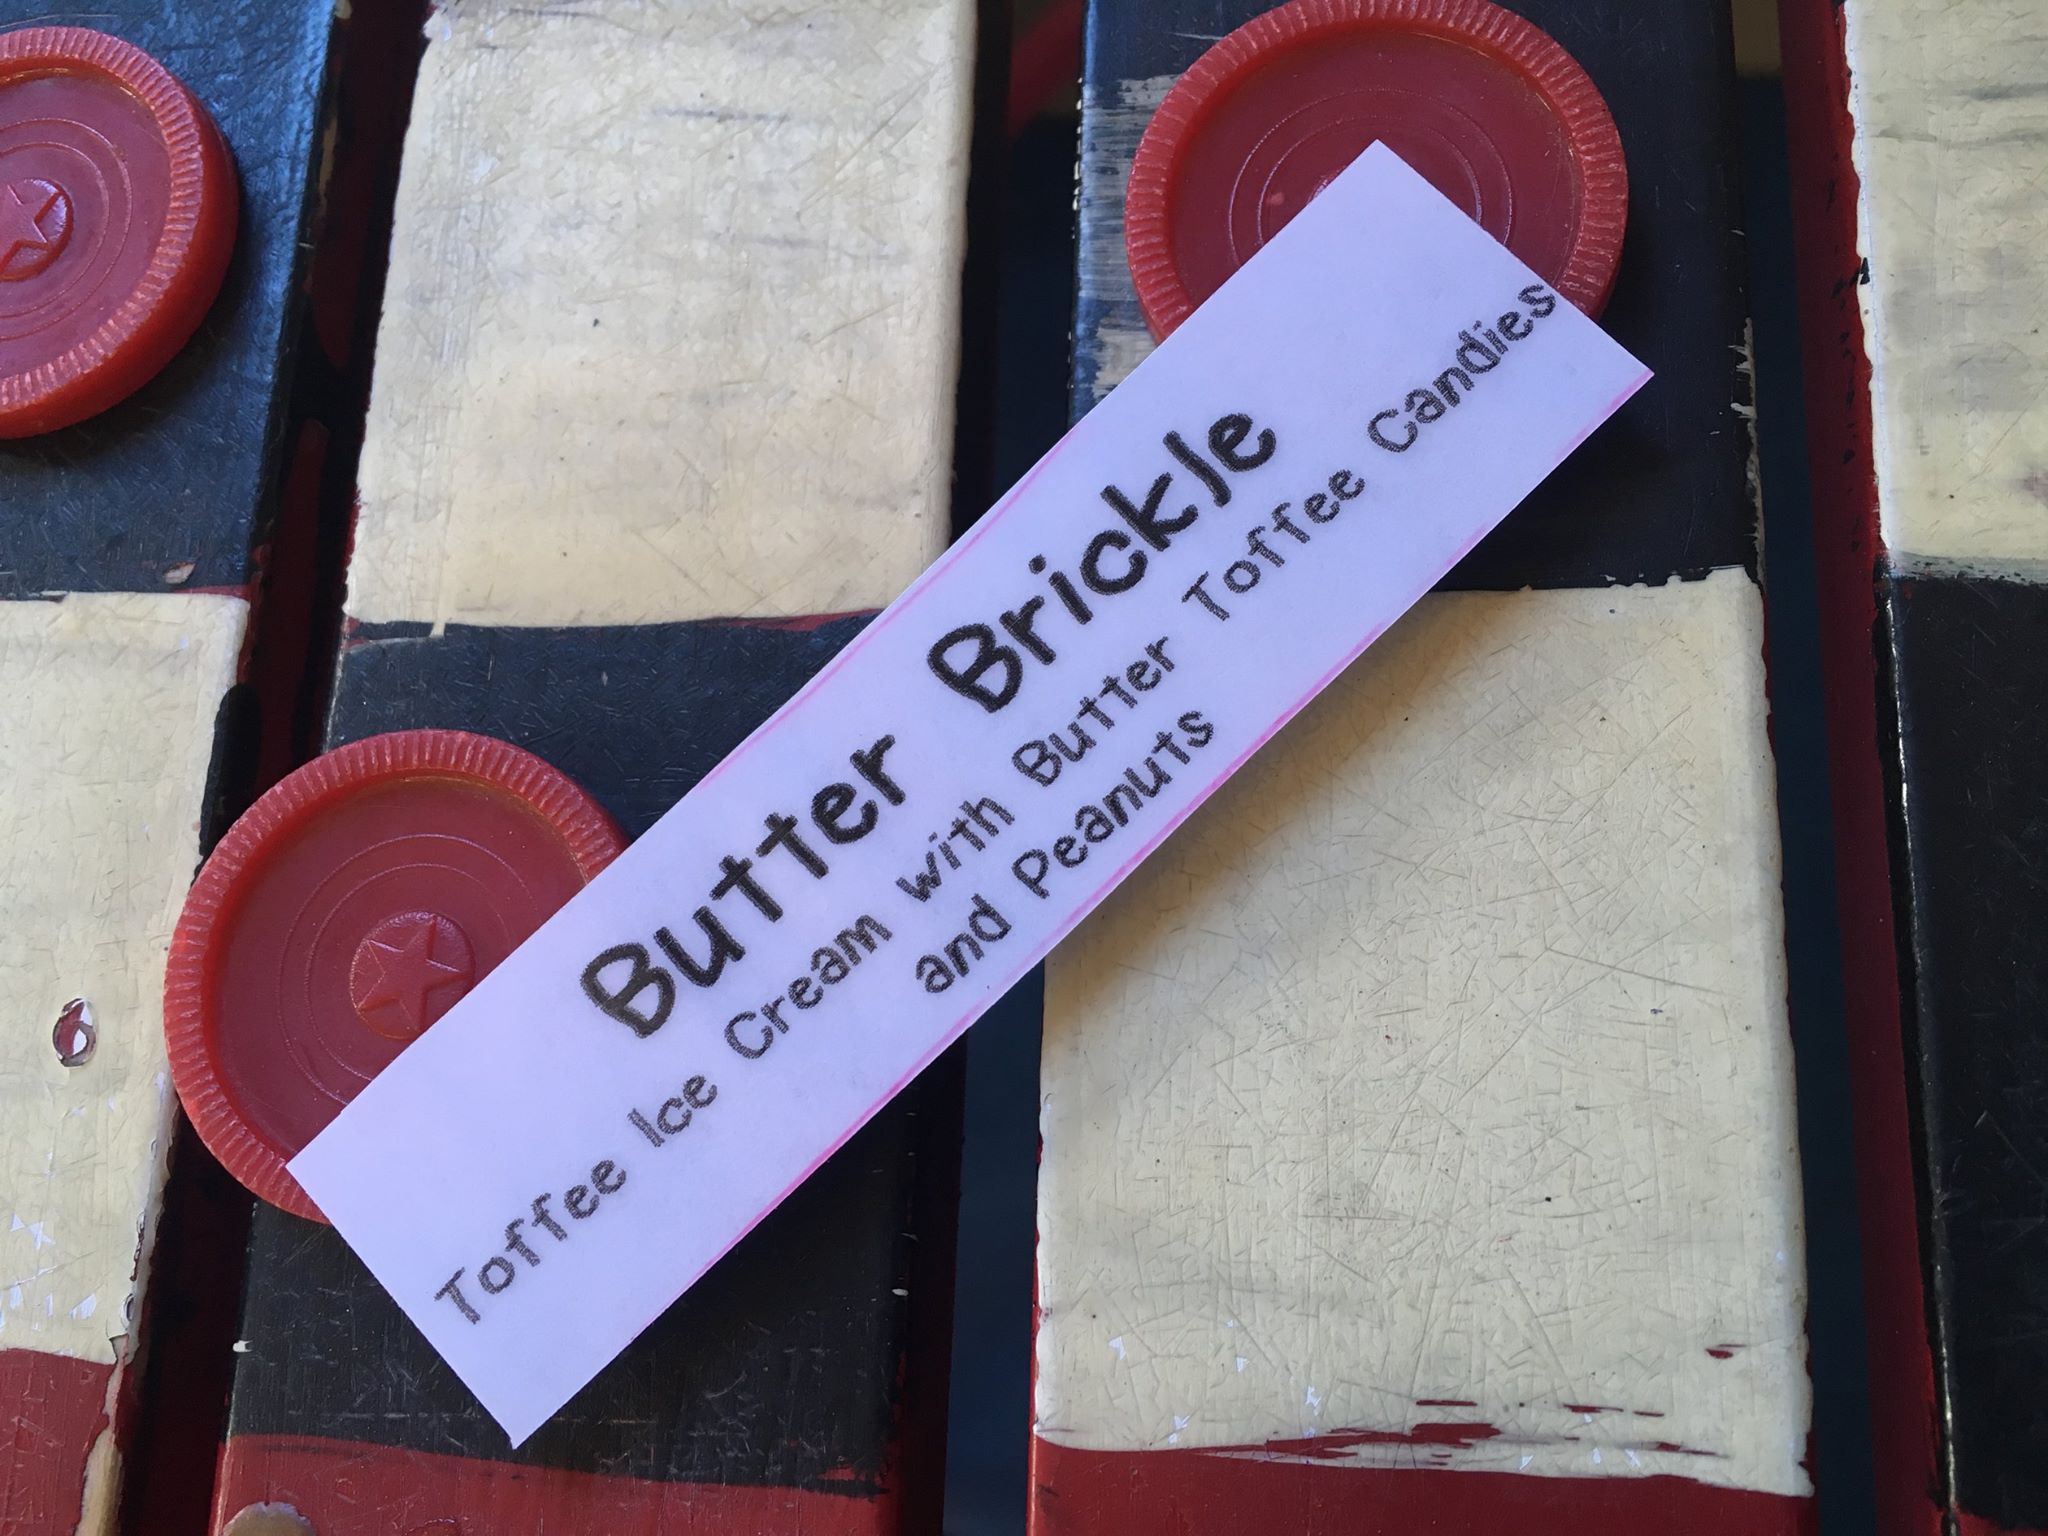 Butter Brickle
Toffee Ice Cream with Butter Toffee Candies
and Peanuts